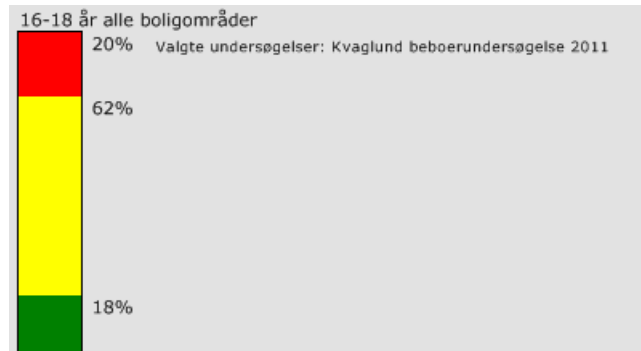 16-18 år alle boligområder
20% Valgte undersøgelser: Kvaglund beboerundersøgelse 2011
62%
18%